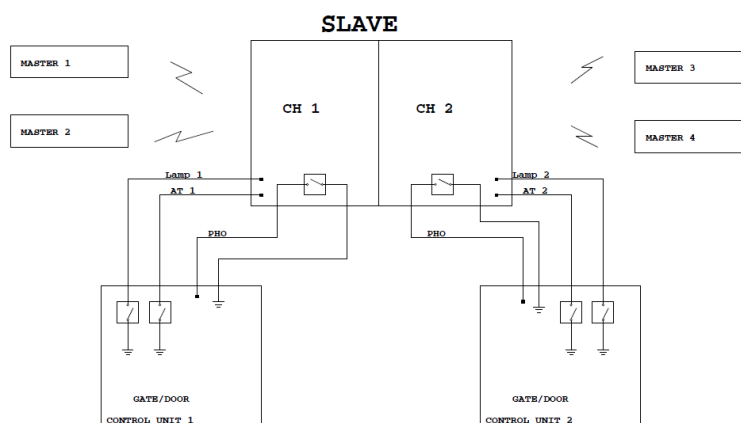 SLAVE
MASTER 1
MASTER 2
MASTER 3
MASTER 4
CH 1
CH 2
Lamp 1
AT 1
PHO
Lamp 2
AT 2
PHO
GATE/DOOR
CONTROL UNIT 1
GATE/DOOR
CONTROL UNIT 2